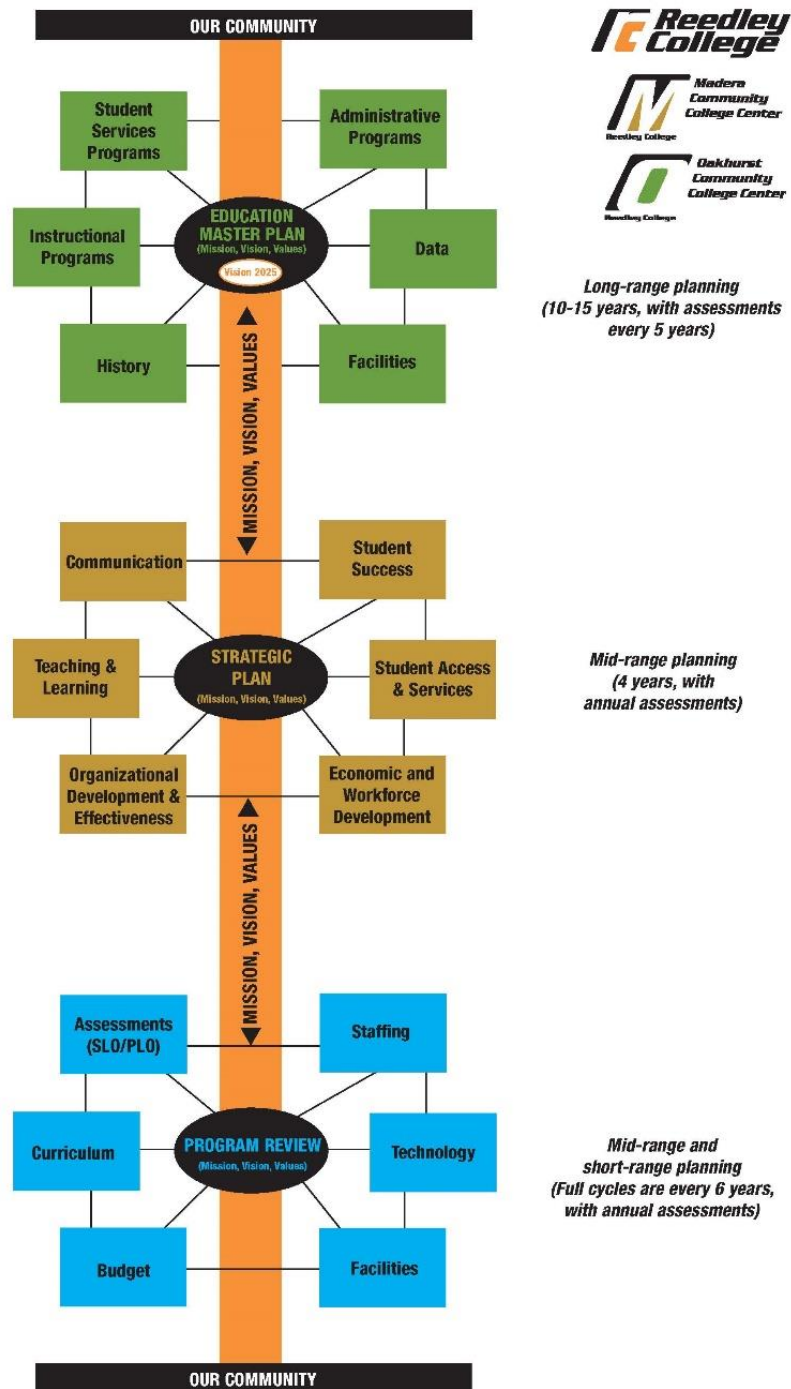 OUR COMMUNITY
Reedley
College
Madera
Community
College Center
Reedley College
Oakhurst
Community
College Center
Reedley College
Student
Services
Programs
Administrative
Programs
EDUCATION
MASTER PLAN
(Mission, Vision, Values)
Vision 2025
Instructional
Programs
Data
History
Facilities
Long-range planning
(10-15 years, with assessments
every 5 years)
MISSION, VISION, VALUES
Communication
Student
Success
Teaching &
Learning
STRATEGIC
PLAN
(Mission, Vision, Values)
Student Access
& Services
Organizational
Development &
Effectiveness
Economic and
Workforce
Development
Mid-range planning
(4 years, with
annual assessments)
MISSION, VISION, VALUES
Assessments
(SLO/PLO)
Staffing
Curriculum
PROGRAM REVIEW
(Mission, Vision, Values)
Technology
Budget
Facilities
Mid-range and
short-range planning
(Full cycles are every 6 years,
with annual assessments)
OUR COMMUNITY